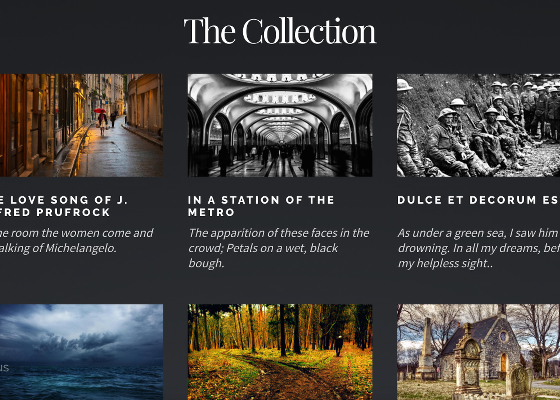 The Collection
E LOVE SONG OF J.
FRED PRUFROCK
he room the women come and
alking of Michelangelo.
IN A STATION OF THE
METRO
The apparition of these faces in the
crowd; Petals on a wet, black
bough.
DULCE ET DECORUM ES
As under a green sea, I saw him
drowning. In all my dreams, bef
my helpless sight..
us